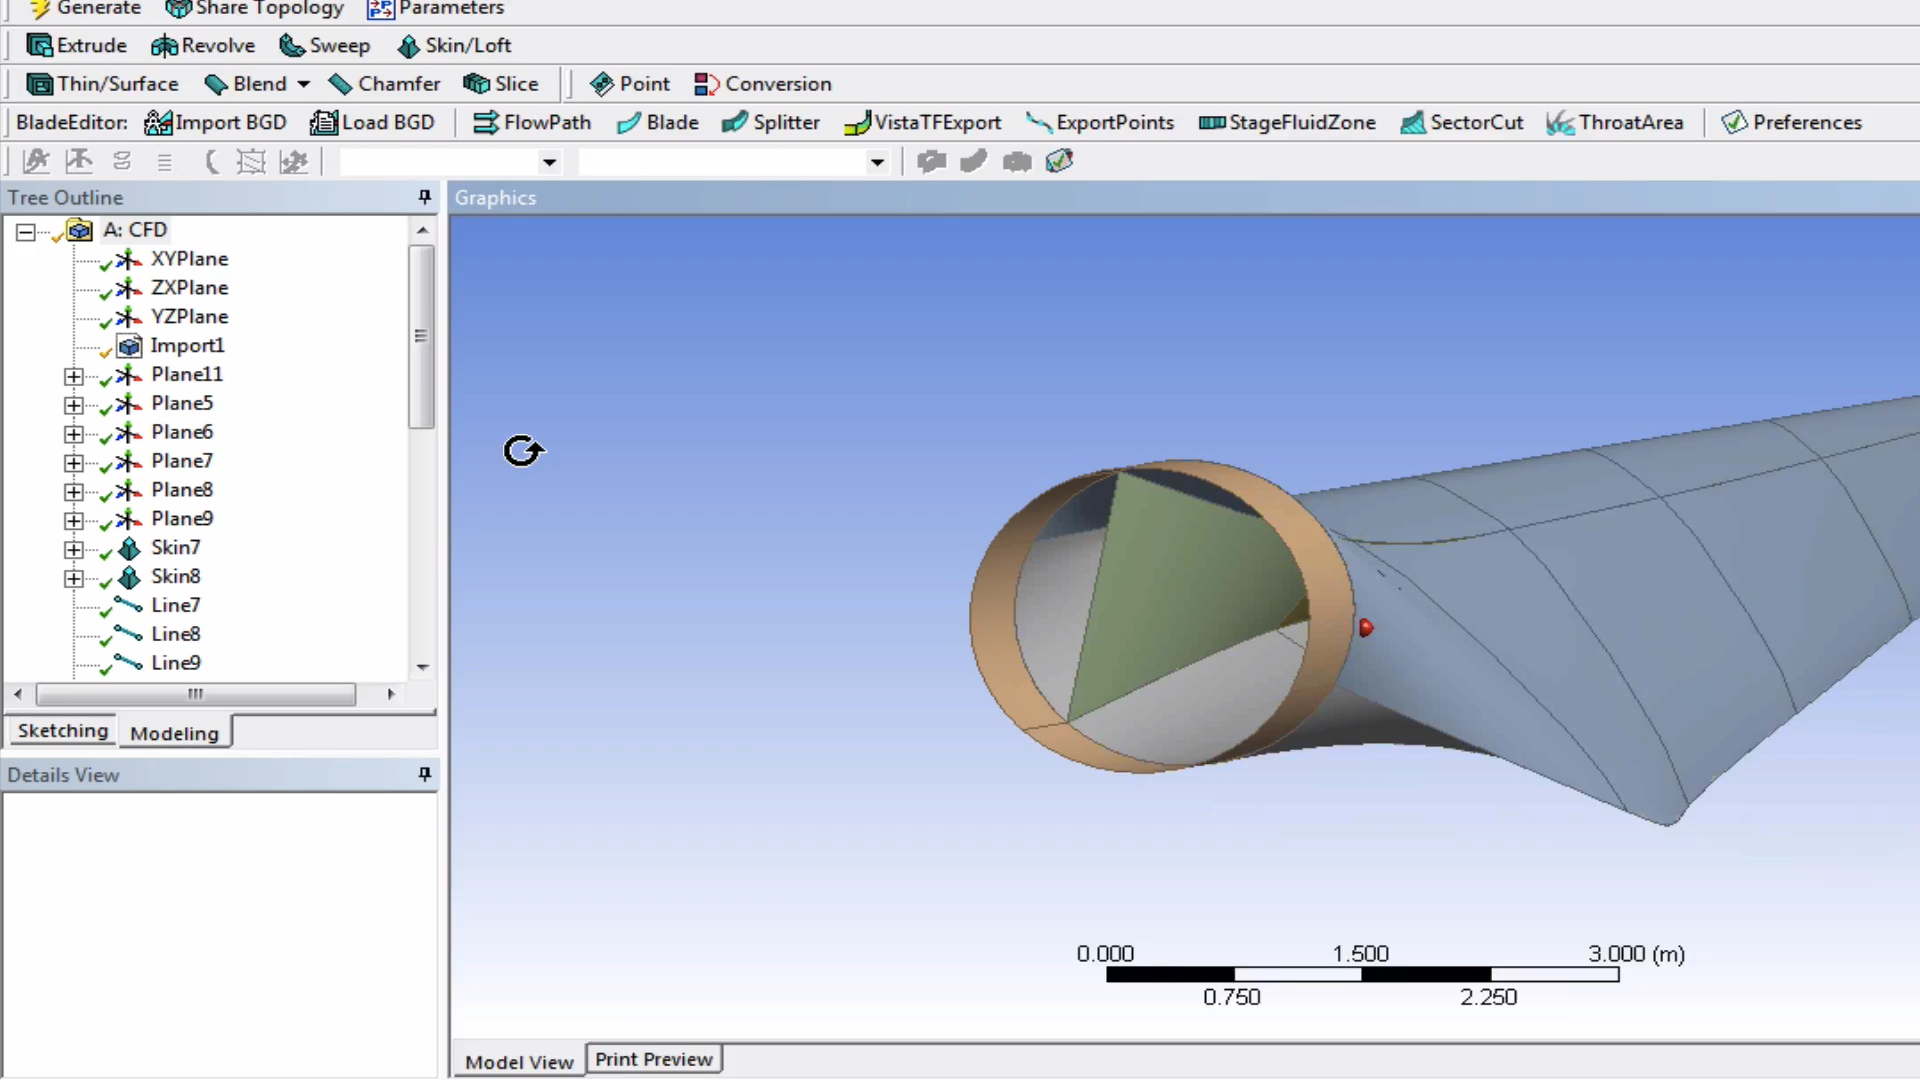 Generate Share Topology Parameters
Extrude Revolve Sweep Skin/Loft
Thin/Surface Blend Chamfer Slice Point Conversion
BladeEditor: Import BGD Load BGD FlowPath Blade Splitter VistaTFExport ExportPoints StageFluidZone SectorCut ThroatArea Preferences
Tree Outline
A: CFD
XYPlane
ZXPlane
YZPlane
Import1
Plane11
Plane5
Plane6
Plane7
Plane8
Plane9
Skin7
Skin8
Line7
Line8
Line9
Sketching Modeling
Details View
Graphics
0.000 1.500 3.000 (m)
0.750 2.250
Model View Print Preview